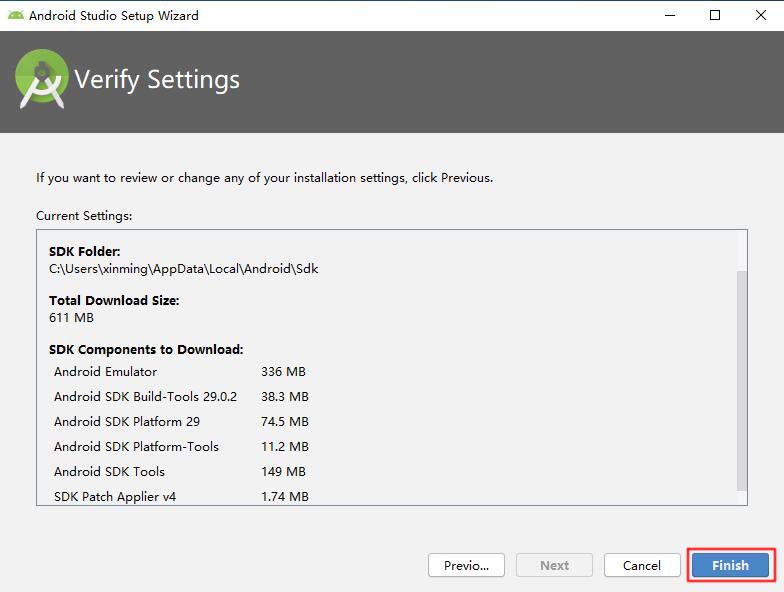 Android Studio Setup Wizard
Verify Settings
If you want to review or change any of your installation settings, click Previous.
Current Settings:
SDK Folder:
C:\Users\xinming\AppData\Local\Android\Sdk
Total Download Size:
611 MB
SDK Components to Download:
Android Emulator 336 MB
Android SDK Build-Tools 29.0.2 38.3 MB
Android SDK Platform 29 74.5 MB
Android SDK Platform-Tools 11.2 MB
Android SDK Tools 149 MB
SDK Patch Applier v4 1.74 MB
Previo... Next Cancel Finish